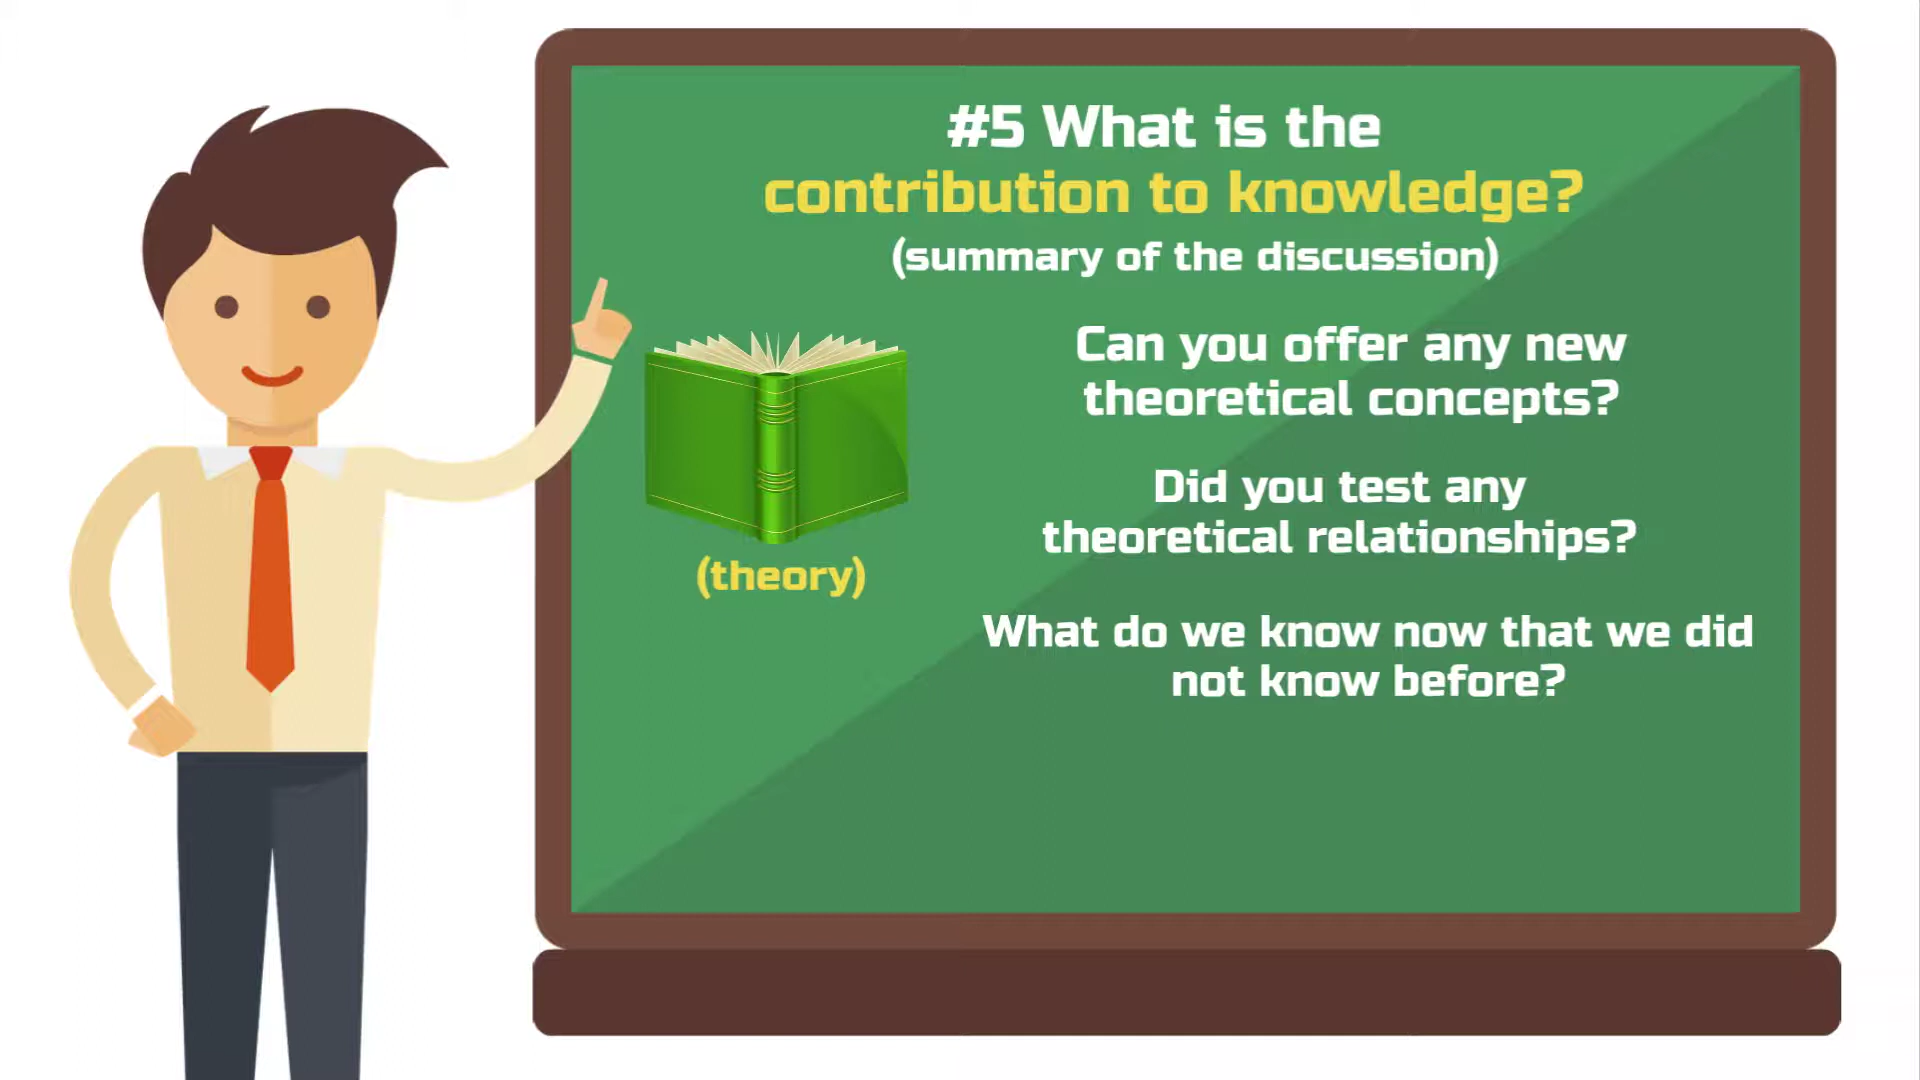 #5 What is the
contribution to knowledge?
(summary of the discussion)
Can you offer any new
theoretical concepts?
Did you test any
theoretical relationships?
(theory)
What do we know now that we did
not know before?